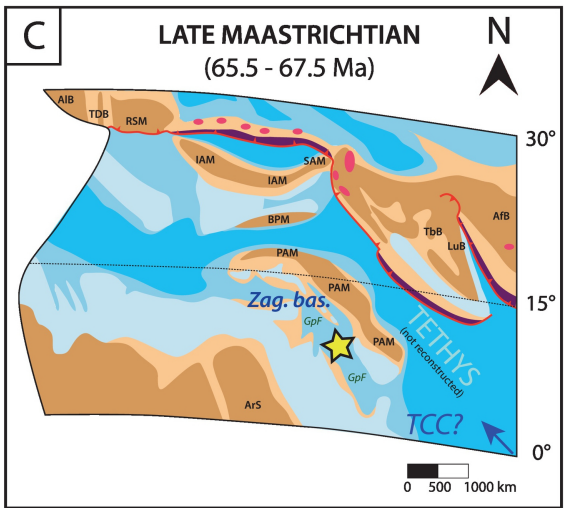 C
LATE MAASTRICHTIAN
(65.5 - 67.5 Ma)
N
AlB
TDB
RSM
30°
IAM
SAM
IAM
BPM
TbB
AfB
LuB
PAM
Zag. bas.
PAM
15°
GpF
PAM
TETHYS
(not reconstructed)
GpF
ArS
TCC?
0°
0 500 1000 km